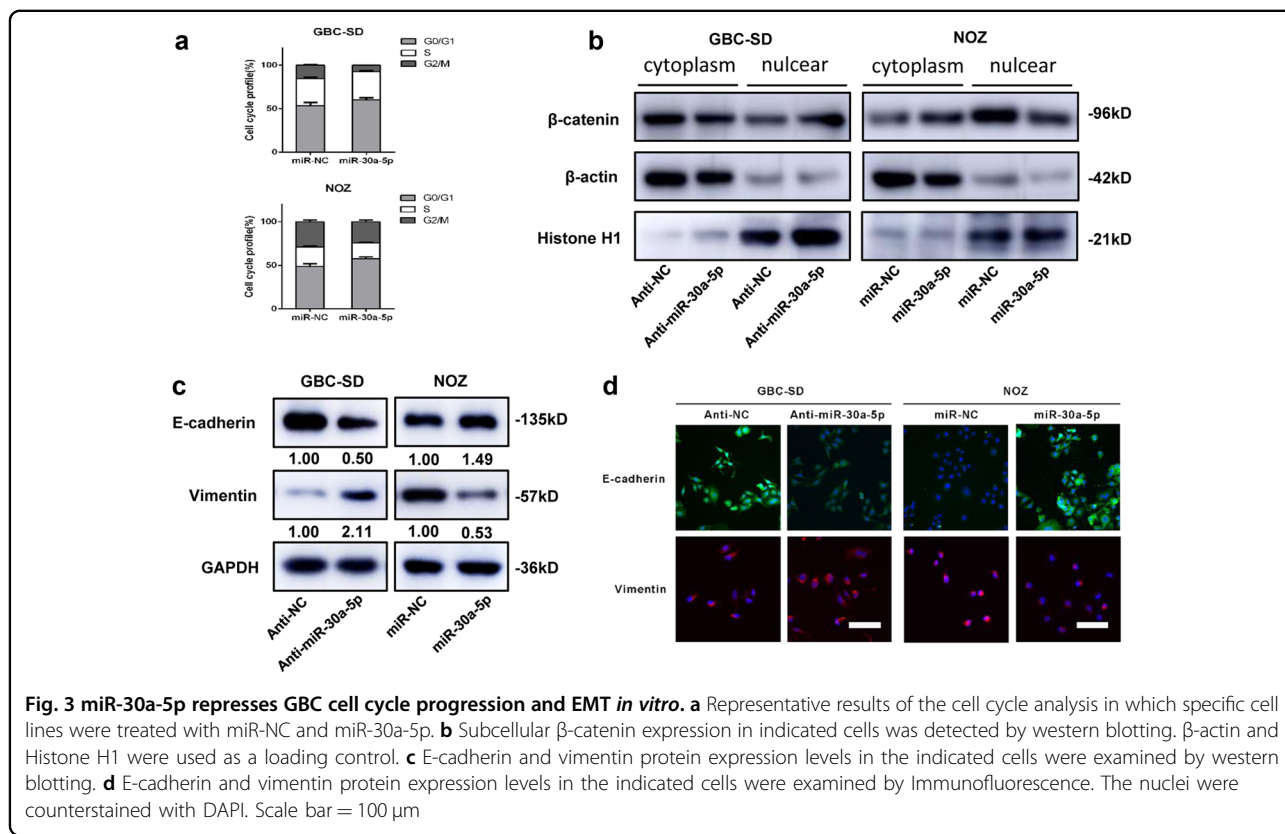 a
GBC-SD
G0/G1
S
G2/M
Cell cycle profile(%)
100
50
0
miR-NC miR-30a-5p
NOZ
G0/G1
S
G2/M
Cell cycle profile(%)
100
50
0
miR-NC miR-30a-5p
b
GBC-SD NOZ
cytoplasm nulcear cytoplasm nulcear
β-catenin -96kD
β-actin -42kD
Histone H1 -21kD
Anti-NC Anti-miR-30a-5p Anti-NC Anti-miR-30a-5p miR-NC miR-30a-5p miR-NC miR-30a-5p
c
GBC-SD NOZ
E-cadherin -135kD
1.00 0.50 1.00 1.49
Vimentin -57kD
1.00 2.11 1.00 0.53
GAPDH -36kD
Anti-NC Anti-miR-30a-5p miR-NC miR-30a-5p
d
GBC-SD NOZ
Anti-NC Anti-miR-30a-5p miR-NC miR-30a-5p
E-cadherin
Vimentin
Fig. 3 miR-30a-5p represses GBC cell cycle progression and EMT in vitro. a Representative results of the cell cycle analysis in which specific cell
lines were treated with miR-NC and miR-30a-5p. b Subcellular β-catenin expression in indicated cells was detected by western blotting. β-actin and
Histone H1 were used as a loading control. c E-cadherin and vimentin protein expression levels in the indicated cells were examined by western
blotting. d E-cadherin and vimentin protein expression levels in the indicated cells were examined by Immunofluorescence. The nuclei were
counterstained with DAPI. Scale bar = 100 μm